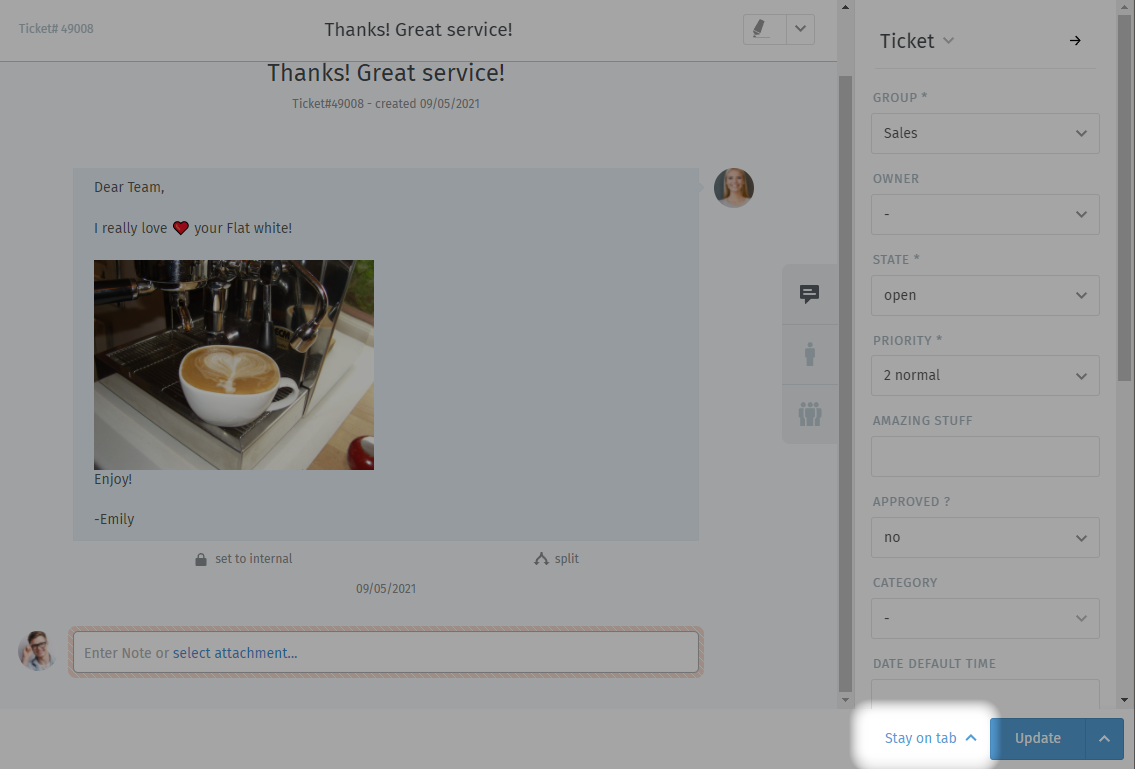 Ticket# 49008
Thanks! Great service!
Thanks! Great service!
Ticket#49008 - created 09/05/2021
Dear Team,
I really love ❤ your Flat white!
Enjoy!
-Emily
set to internal
split
09/05/2021
Enter Note or select attachment...
Ticket
GROUP *
Sales
OWNER
-
STATE *
open
PRIORITY *
2 normal
AMAZING STUFF
APPROVED ?
no
CATEGORY
-
DATE DEFAULT TIME
Stay on tab
Update